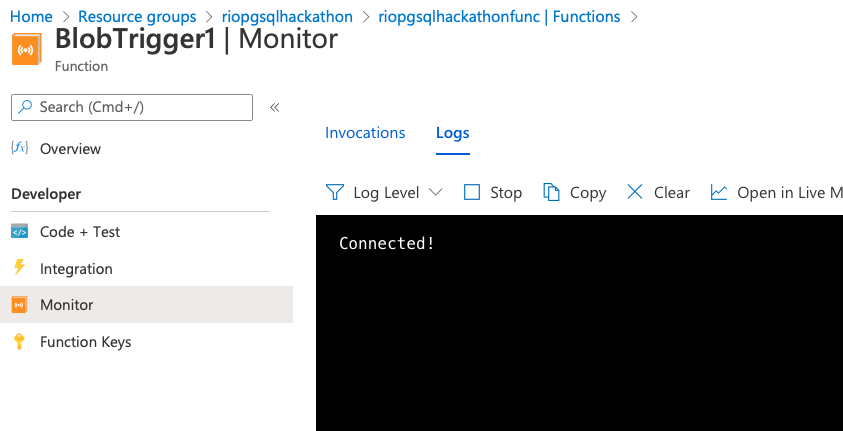 Home > Resource groups > riopgsqlhackathon > riopgsqlhackathonfunc | Functions >
BlobTrigger1 | Monitor
Function
Search (Cmd+/) «
Overview
Developer
Code + Test
Integration
Monitor
Function Keys
Invocations Logs
Log Level Stop Copy Clear Open in Live M
Connected!